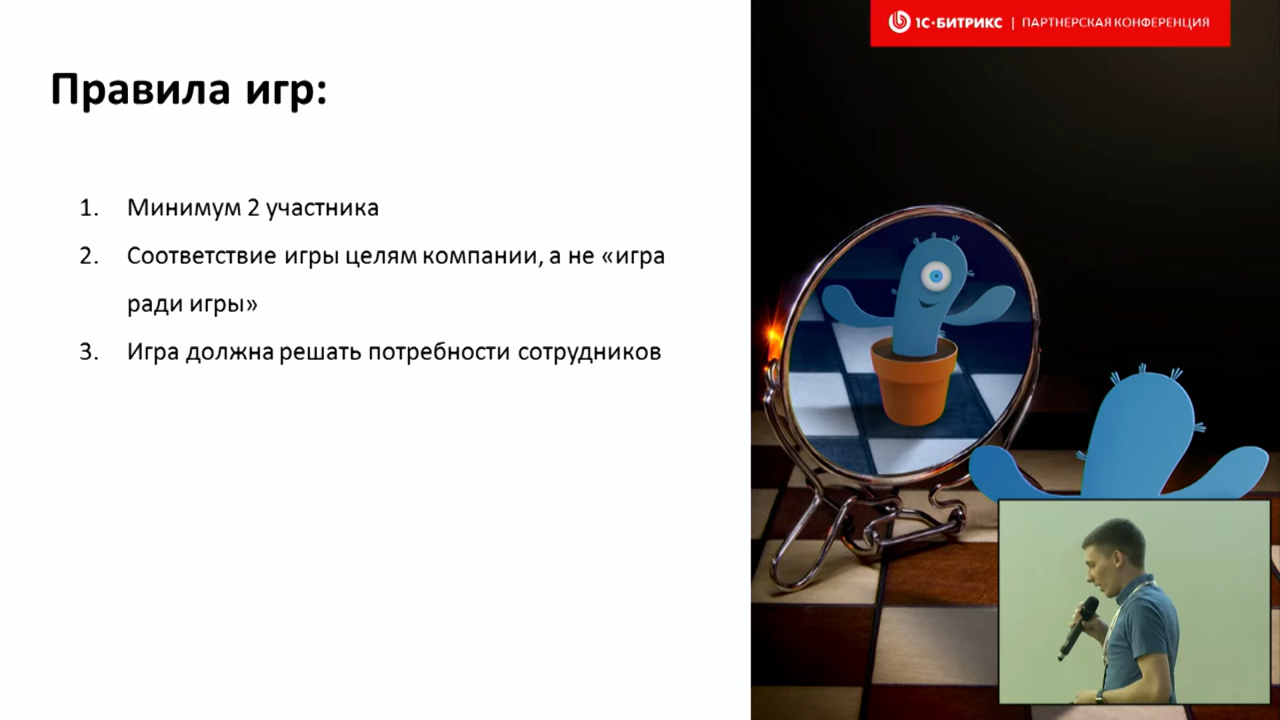 1С-БИТРИКС | ПАРТНЕРСКАЯ КОНФЕРЕНЦИЯ
Правила игр:
1. Минимум 2 участника
2. Соответствие игры целям компании, а не «игра
ради игры»
3. Игра должна решать потребности сотрудников